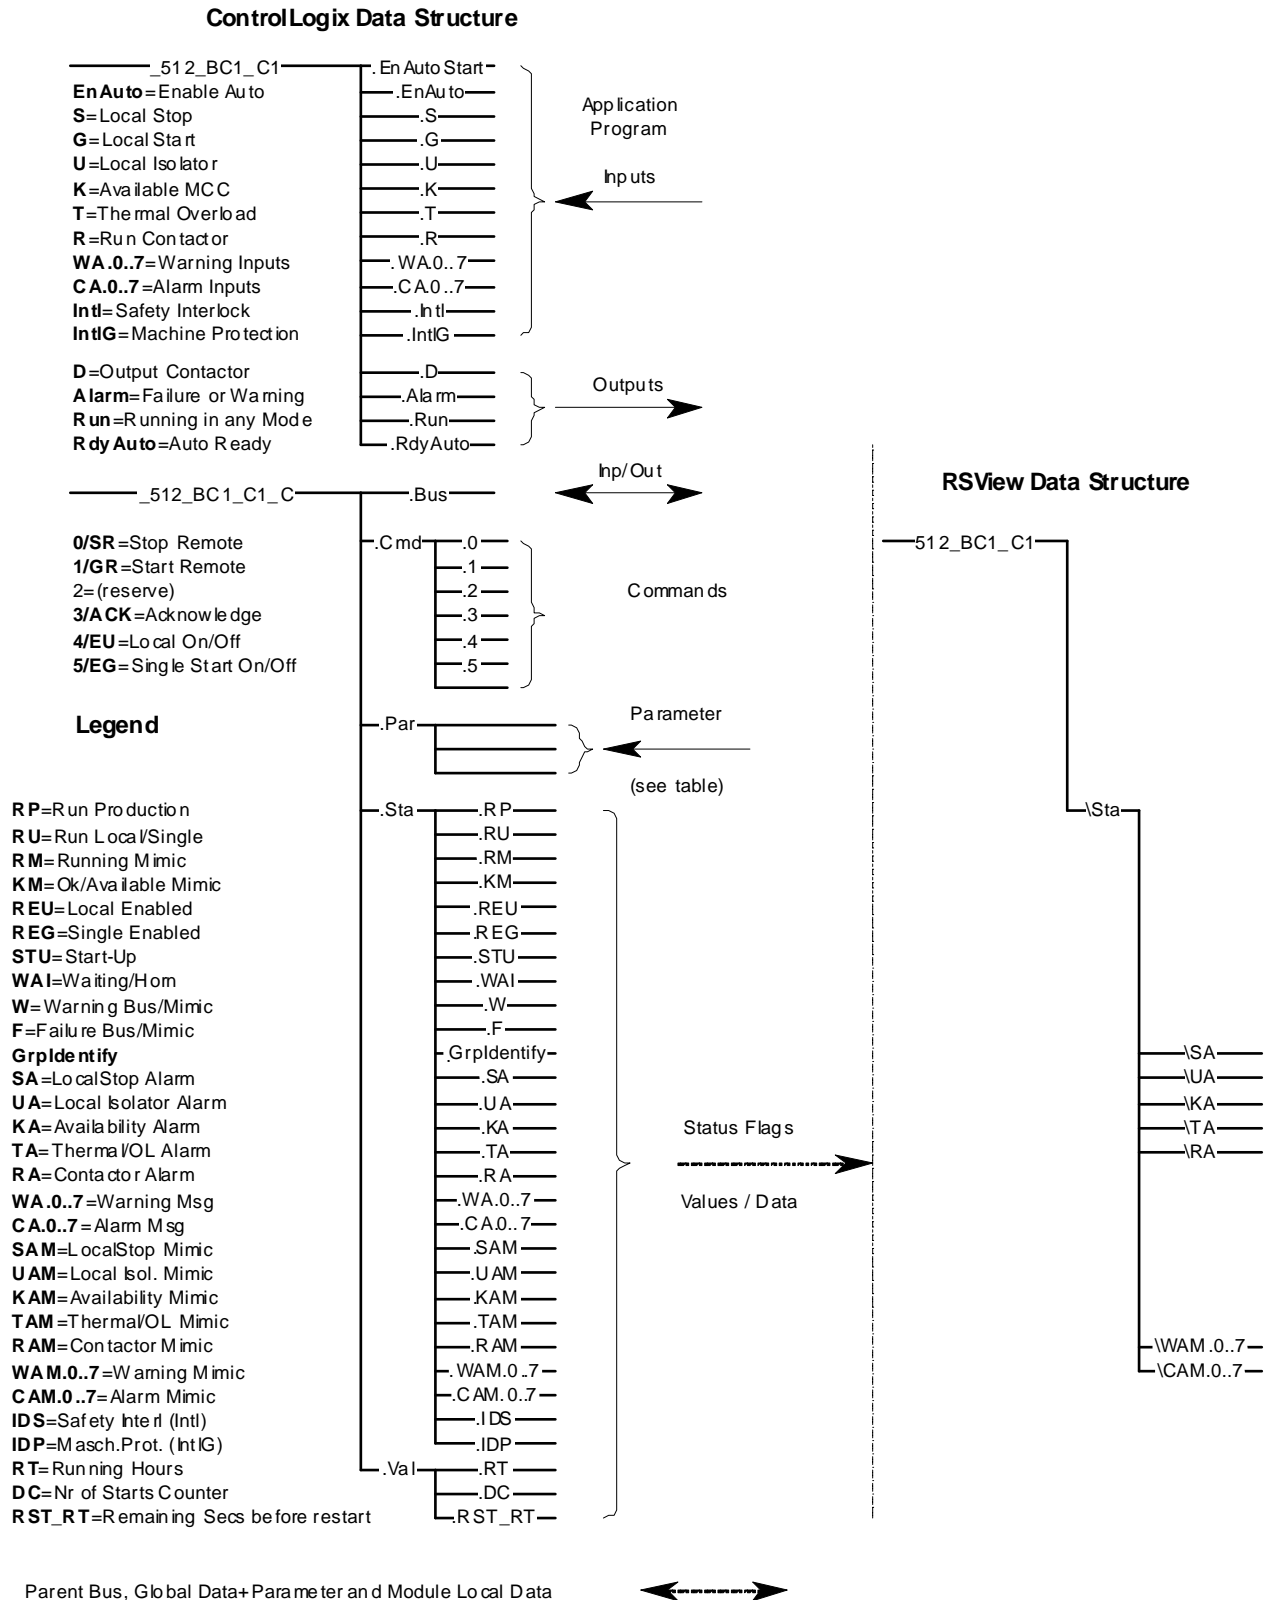 ControlLogix Data Structure
_512_BC1_C1 .EnAutoStart
EnAuto=Enable Auto .EnAuto
S=Local Stop .S
G=Local Start .G
U=Local Isolator .U
K=Available MCC .K
T=Thermal Overload .T
R=Run Contactor .R
WA.0..7=Warning Inputs .WA.0..7
CA.0..7=Alarm Inputs .CA.0..7
Intl=Safety Interlock .Intl
IntlG=Machine Protection .IntlG
Application
Program
Inputs
D=Output Contactor .D
Alarm=Failure or Warning .Alarm
Run=Running in any Mode .Run
RdyAuto=Auto Ready .RdyAuto
Outputs
_512_BC1_C1_C .Bus
Inp/Out
RSView Data Structure
0/SR=Stop Remote .Cmd .0
1/GR=Start Remote .1
2=(reserve) .2
3/ACK=Acknowledge .3
4/EU=Local On/Off .4
5/EG=Single Start On/Off .5
Commands
512_BC1_C1
Legend
.Par
Parameter
(see table)
RP=Run Production .Sta .RP
RU=Run Local/Single .RU
RM=Running Mimic .RM
KM=Ok/Available Mimic .KM
REU=Local Enabled .REU
REG=Single Enabled .REG
STU=Start-Up .STU
WAI=Waiting/Horn .WAI
W=Warning Bus/Mimic .W
F=Failure Bus/Mimic .F
GrpIdentify .GrpIdentify
SA=LocalStop Alarm .SA
UA=Local Isolator Alarm .UA
KA=Availability Alarm .KA
TA=Thermal/OL Alarm .TA
RA=Contactor Alarm .RA
WA.0..7=Warning Msg .WA.0..7
CA.0..7=Alarm Msg .CA.0..7
SAM=LocalStop Mimic .SAM
UAM=Local Isol. Mimic .UAM
KAM=Availability Mimic .KAM
TAM=Thermal/OL Mimic .TAM
RAM=Contactor Mimic .RAM
WAM.0..7=Warning Mimic .WAM.0..7
CAM.0..7=Alarm Mimic .CAM.0..7
IDS=Safety Interl (Intl) .IDS
IDP=Masch.Prot. (IntlG) .IDP
RT=Running Hours .Val .RT
DC=Nr of Starts Counter .DC
RST_RT=Remaining Secs before restart .RST_RT
Status Flags
Values / Data
\Sta
\SA
\UA
\KA
\TA
\RA
\WAM.0..7
\CAM.0..7
Parent Bus, Global Data+Parameter and Module Local Data